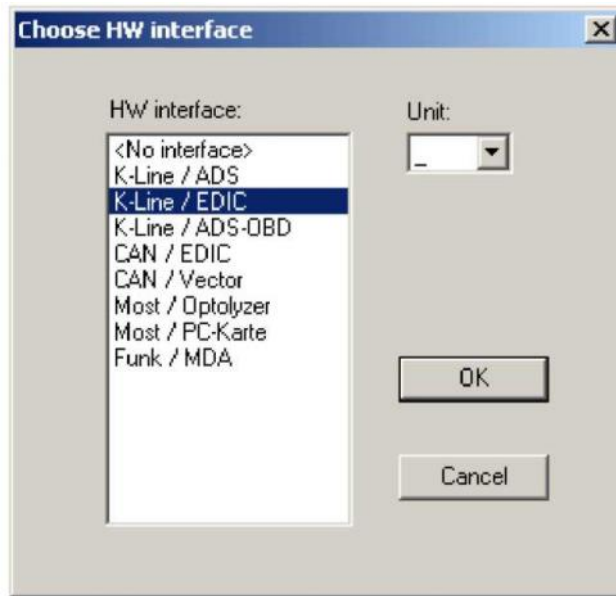 Choose HW interface
HW interface:
Unit:
<No interface>
_
K-Line / ADS
K-Line / EDIC
K-Line / ADS-OBD
CAN / EDIC
CAN / Vector
Most / Optolyzer
Most / PC-Karte
Funk / MDA
OK
Cancel